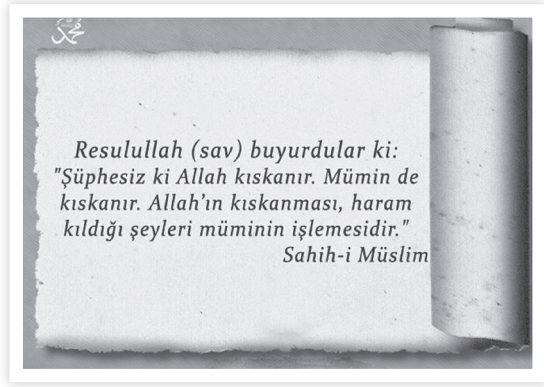 محمد
Resulullah (sav) buyurdular ki:
"Şüphesiz ki Allah kıskanır. Mümin de
kıskanır. Allah’ın kıskanması, haram
kıldığı şeyleri müminin işlemesidir."
Sahih-i Müslim